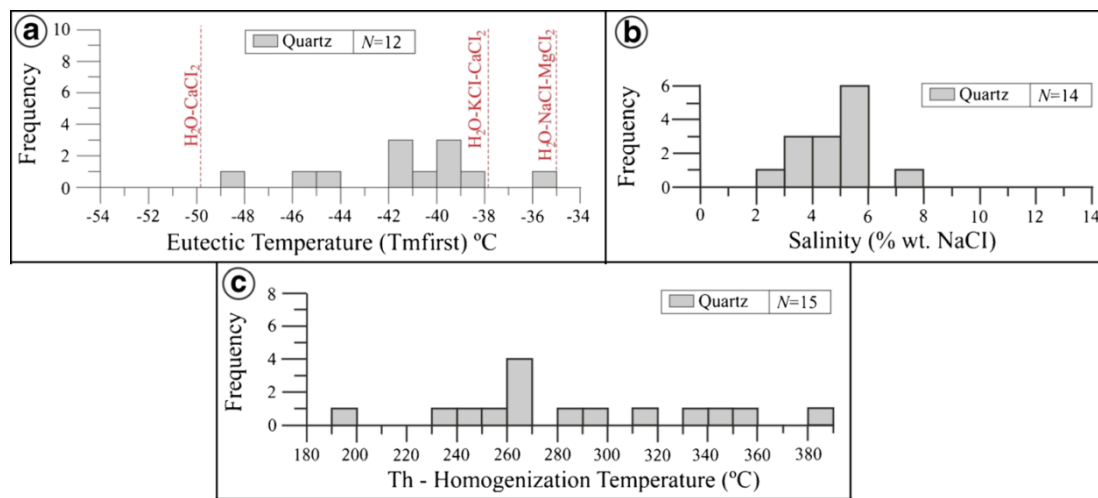 a
10
8
6
4
2
0
Frequency
Quartz N=12
H₂O-CaCl₂
H₂O-KCl-CaCl₂
H₂O-NaCl-MgCl₂
-54 -52 -50 -48 -46 -44 -42 -40 -38 -36 -34
Eutectic Temperature (Tmfirst) ºC
b
6
4
2
0
Frequency
Quartz N=14
0 2 4 6 8 10 12 14
Salinity (% wt. NaCl)
c
8
6
4
2
0
Frequency
Quartz N=15
180 200 220 240 260 280 300 320 340 360 380
Th - Homogenization Temperature (ºC)